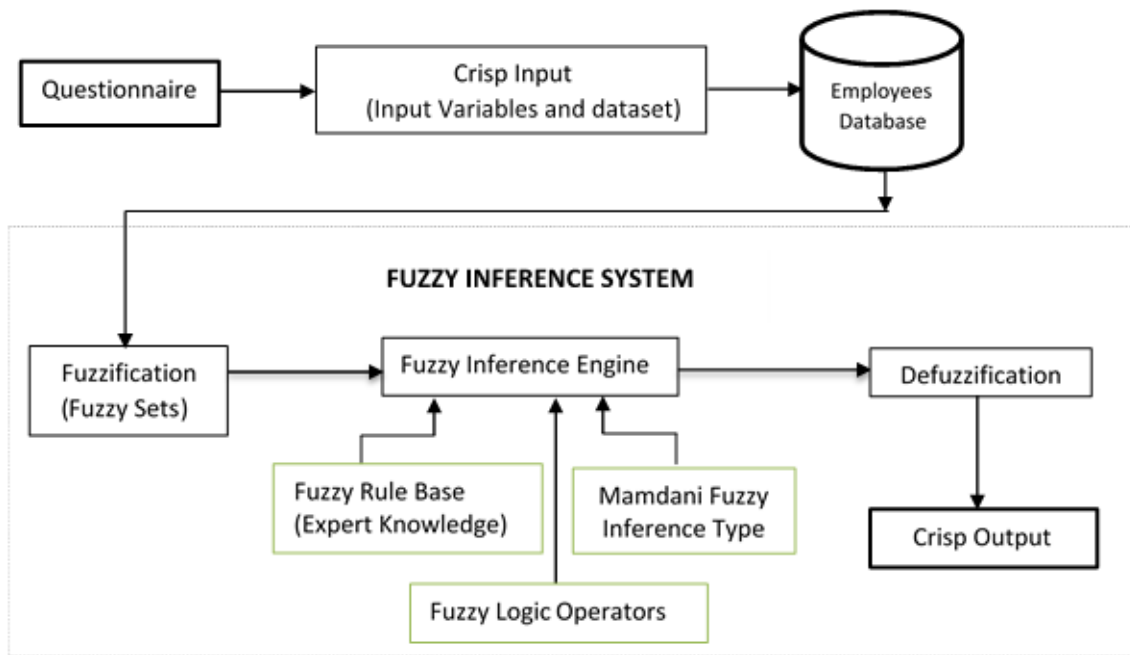 Questionnaire
Crisp Input
(Input Variables and dataset)
Employees
Database
FUZZY INFERENCE SYSTEM
Fuzzification
(Fuzzy Sets)
Fuzzy Inference Engine
Defuzzification
Fuzzy Rule Base
(Expert Knowledge)
Mamdani Fuzzy
Inference Type
Crisp Output
Fuzzy Logic Operators